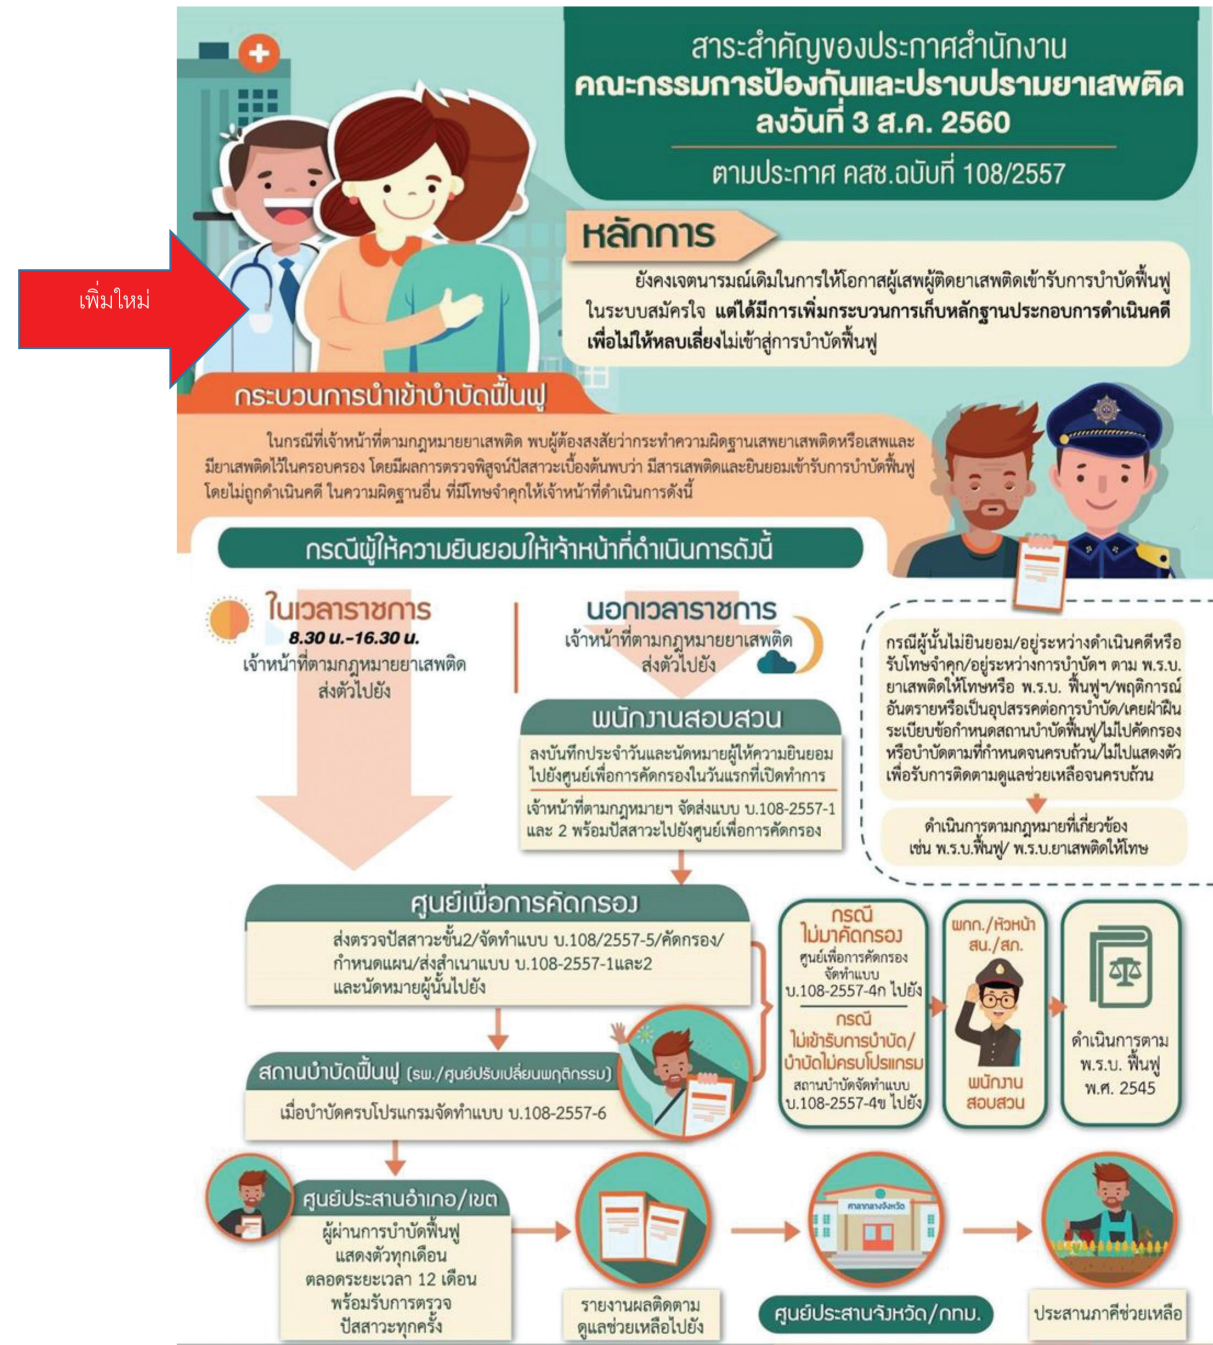 สาระสำคัญของประกาศสำนักงาน
คณะกรรมการป้องกันและปราบปรามยาเสพติด
ลงวันที่ 3 ส.ค. 2560
ตามประกาศ คสช.ฉบับที่ 108/2557
หลักการ
ยังคงเจตนารมณ์เดิมในการให้โอกาสผู้เสพผู้ติดยาเสพติดเข้ารับการบำบัดฟื้นฟู
ในระบบสมัครใจ แต่ได้มีการเพิ่มกระบวนการเก็บหลักฐานประกอบการดำเนินคดี
เพื่อไม่ให้หลบเลี่ยงไม่เข้าสู่การบำบัดฟื้นฟู
เพิ่มใหม่
กระบวนการนำเข้าบำบัดฟื้นฟู
ในกรณีที่เจ้าหน้าที่ตามกฎหมายยาเสพติด พบผู้ต้องสงสัยว่ากระทำความผิดฐานเสพยาเสพติดหรือเสพและ
มียาเสพติดไว้ในครอบครอง โดยมีผลการตรวจพิสูจน์ปัสสาวะเบื้องต้นพบว่า มีสารเสพติดและยินยอมเข้ารับการบำบัดฟื้นฟู
โดยไม่ถูกดำเนินคดี ในความผิดฐานอื่น ที่มีโทษจำคุกให้เจ้าหน้าที่ดำเนินการดังนี้
กรณีผู้ให้ความยินยอมให้เจ้าหน้าที่ดำเนินการดังนี้
ในเวลาราชการ
8.30 น.-16.30 น.
เจ้าหน้าที่ตามกฎหมายยาเสพติด
ส่งตัวไปยัง
นอกเวลาราชการ
เจ้าหน้าที่ตามกฎหมายยาเสพติด
ส่งตัวไปยัง
พนักงานสอบสวน
ลงบันทึกประจำวันและนัดหมายผู้ให้ความยินยอม
ไปยังศูนย์เพื่อการคัดกรองในวันแรกที่เปิดทำการ
เจ้าหน้าที่ตามกฎหมายฯ จัดส่งแบบ บ.108-2557-1
และ 2 พร้อมปัสสาวะไปยังศูนย์เพื่อการคัดกรอง
กรณีผู้นั้นไม่ยินยอม/อยู่ระหว่างดำเนินคดีหรือ
รับโทษจำคุก/อยู่ระหว่างการบำบัดฯ ตาม พ.ร.บ.
ยาเสพติดให้โทษหรือ พ.ร.บ. ฟื้นฟูฯ/พฤติการณ์
อันตรายหรือเป็นอุปสรรคต่อการบำบัด/เคยฝ่าฝืน
ระเบียบข้อกำหนดสถานบำบัดฟื้นฟู/ไม่ไปคัดกรอง
หรือบำบัดตามที่กำหนดจนครบถ้วน/ไม่ไปแสดงตัว
เพื่อรับการติดตามดูแลช่วยเหลือจนครบถ้วน
ดำเนินการตามกฎหมายที่เกี่ยวข้อง
เช่น พ.ร.บ.ฟื้นฟู/ พ.ร.บ.ยาเสพติดให้โทษ
ศูนย์เพื่อการคัดกรอง
ส่งตรวจปัสสาวะขั้น2/จัดทำแบบ บ.108/2557-5/คัดกรอง/
กำหนดแผน/ส่งสำเนาแบบ บ.108-2557-1และ2
และนัดหมายผู้นั้นไปยัง
กรณี
ไม่มาคัดกรอง
ศูนย์เพื่อการคัดกรอง
จัดทำแบบ
บ.108-2557-4ก ไปยัง
กรณี
ไม่เข้ารับการบำบัด/
บำบัดไม่ครบโปรแกรม
สถานบำบัดจัดทำแบบ
บ.108-2557-4ข ไปยัง
ผกก./หัวหน้า
สน./สภ.
พนักงาน
สอบสวน
ดำเนินการตาม
พ.ร.บ. ฟื้นฟู
พ.ศ. 2545
สถานบำบัดฟื้นฟู (รพ./ศูนย์ปรับเปลี่ยนพฤติกรรม)
เมื่อบำบัดครบโปรแกรมจัดทำแบบ บ.108-2557-6
ศูนย์ประสานอำเภอ/เขต
ผู้ผ่านการบำบัดฟื้นฟู
แสดงตัวทุกเดือน
ตลอดระยะเวลา 12 เดือน
พร้อมรับการตรวจ
ปัสสาวะทุกครั้ง
รายงานผลติดตาม
ดูแลช่วยเหลือไปยัง
ศาลากลางจังหวัด
ศูนย์ประสานจังหวัด/กทม.
ประสานภาคีช่วยเหลือ